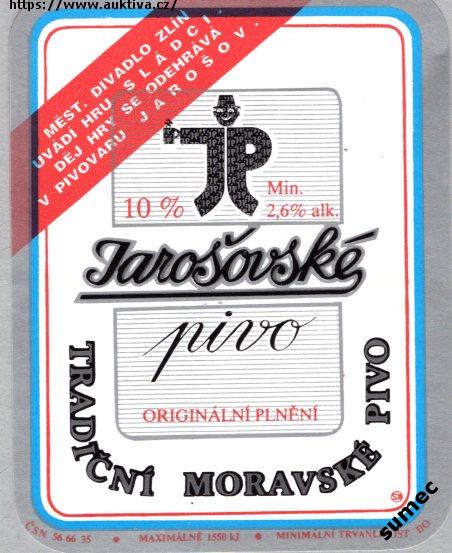 https://www.auktiva.cz/
MĚST. DIVADLO ZLÍN
UVÁDÍ HRU SLÁDCI.
DĚJ HRY SE ODEHRÁVÁ
V PIVOVARU JAROŠOV.
JP
10 %
Min.
2,6% alk.
Jarošovské
pivo
ORIGINÁLNÍ PLNĚNÍ
TRADIČNÍ MORAVSKÉ PIVO
ČSN 56 66 35 • MAXIMÁLNĚ 1550 kJ • MINIMÁLNÍ TRVANLIVOST DO
sumec